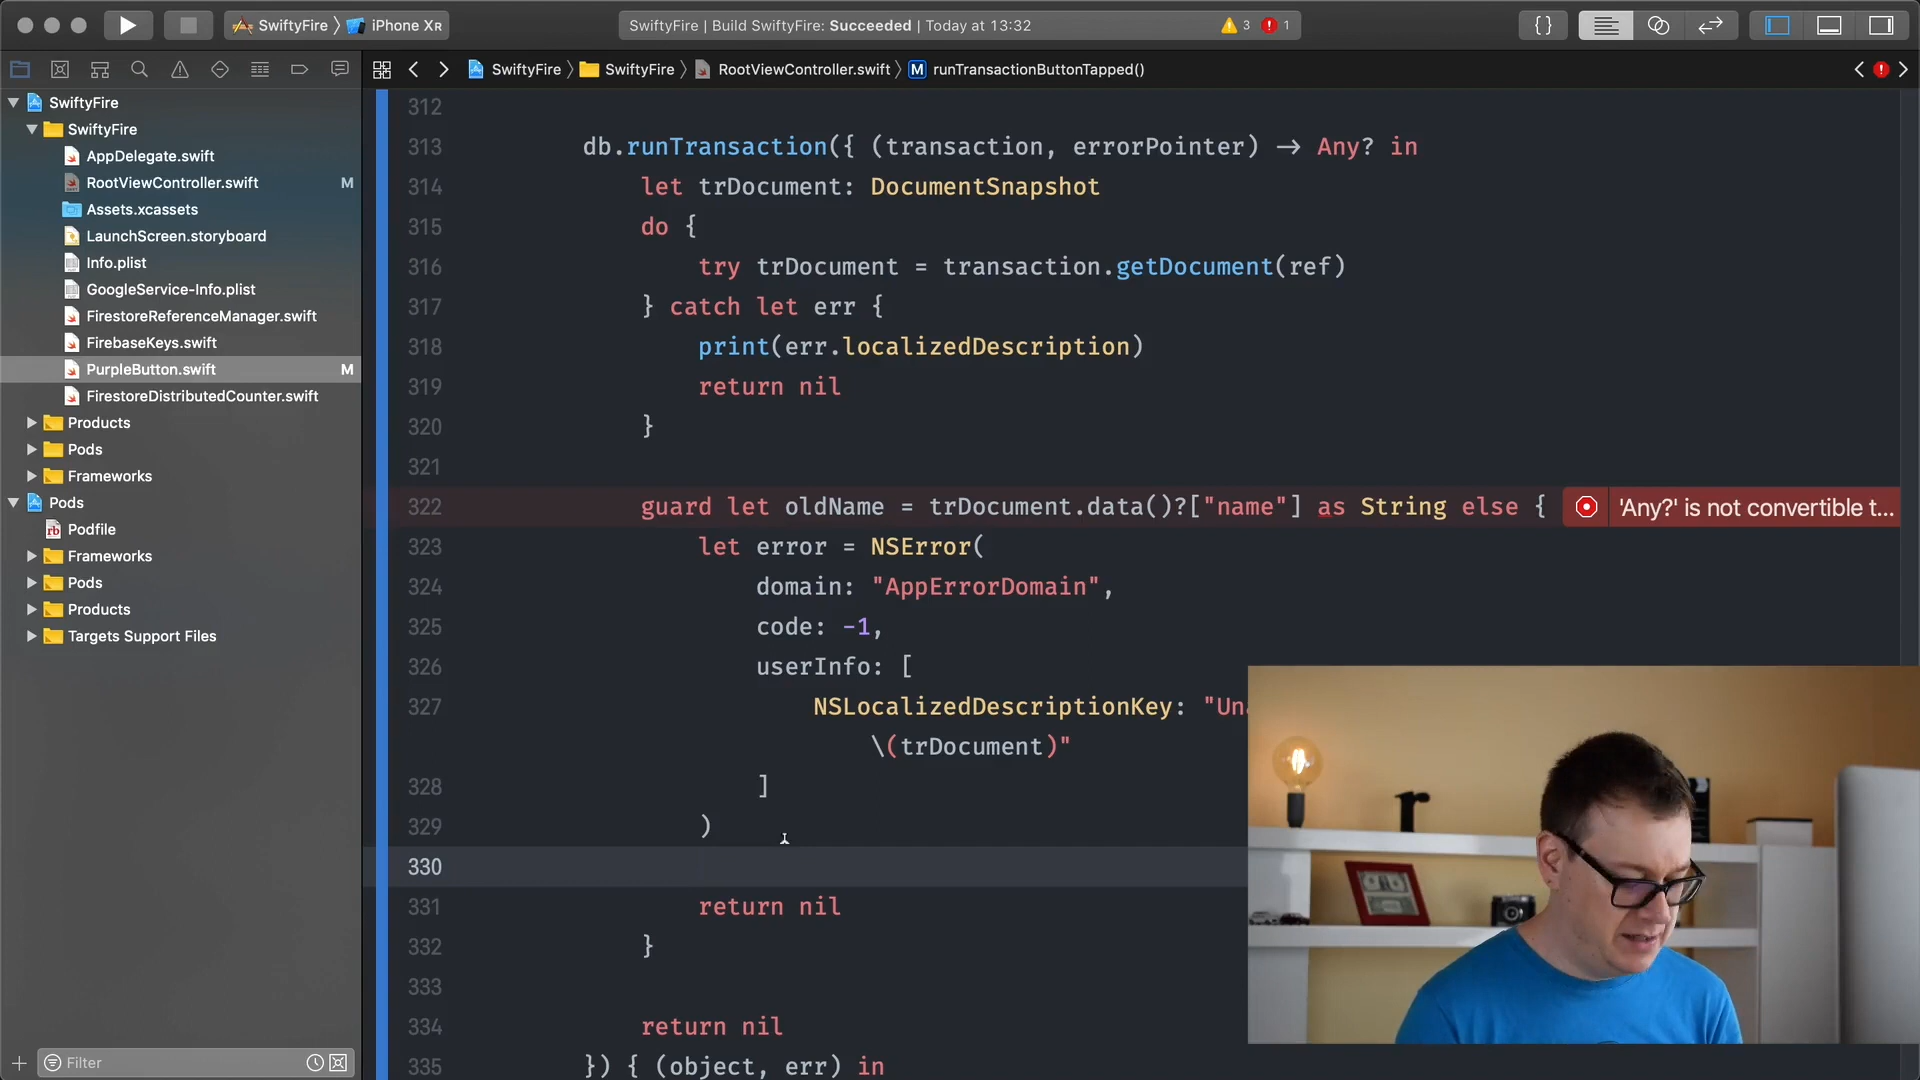 SwiftyFire
iPhone XR
SwiftyFire | Build SwiftyFire: Succeeded | Today at 13:32
3
1
{}
SwiftyFire
SwiftyFire
RootViewController.swift
M
runTransactionButtonTapped()
SwiftyFire
SwiftyFire
AppDelegate.swift
RootViewController.swift M
Assets.xcassets
LaunchScreen.storyboard
Info.plist
GoogleService-Info.plist
FirestoreReferenceManager.swift
FirebaseKeys.swift
PurpleButton.swift M
FirestoreDistributedCounter.swift
Products
Pods
Frameworks
Pods
rb Podfile
Frameworks
Pods
Products
Targets Support Files
Filter
312
313 db.runTransaction({ (transaction, errorPointer) -> Any? in
314 let trDocument: DocumentSnapshot
315 do {
316 try trDocument = transaction.getDocument(ref)
317 } catch let err {
318 print(err.localizedDescription)
319 return nil
320 }
321
322 guard let oldName = trDocument.data()?["name"] as String else { 'Any?' is not convertible t...
323 let error = NSError(
324 domain: "AppErrorDomain",
325 code: -1,
326 userInfo: [
327 NSLocalizedDescriptionKey: "Un
\(trDocument)"
328 ]
329 )
330
331 return nil
332 }
333
334 return nil
335 }) { (object, err) in